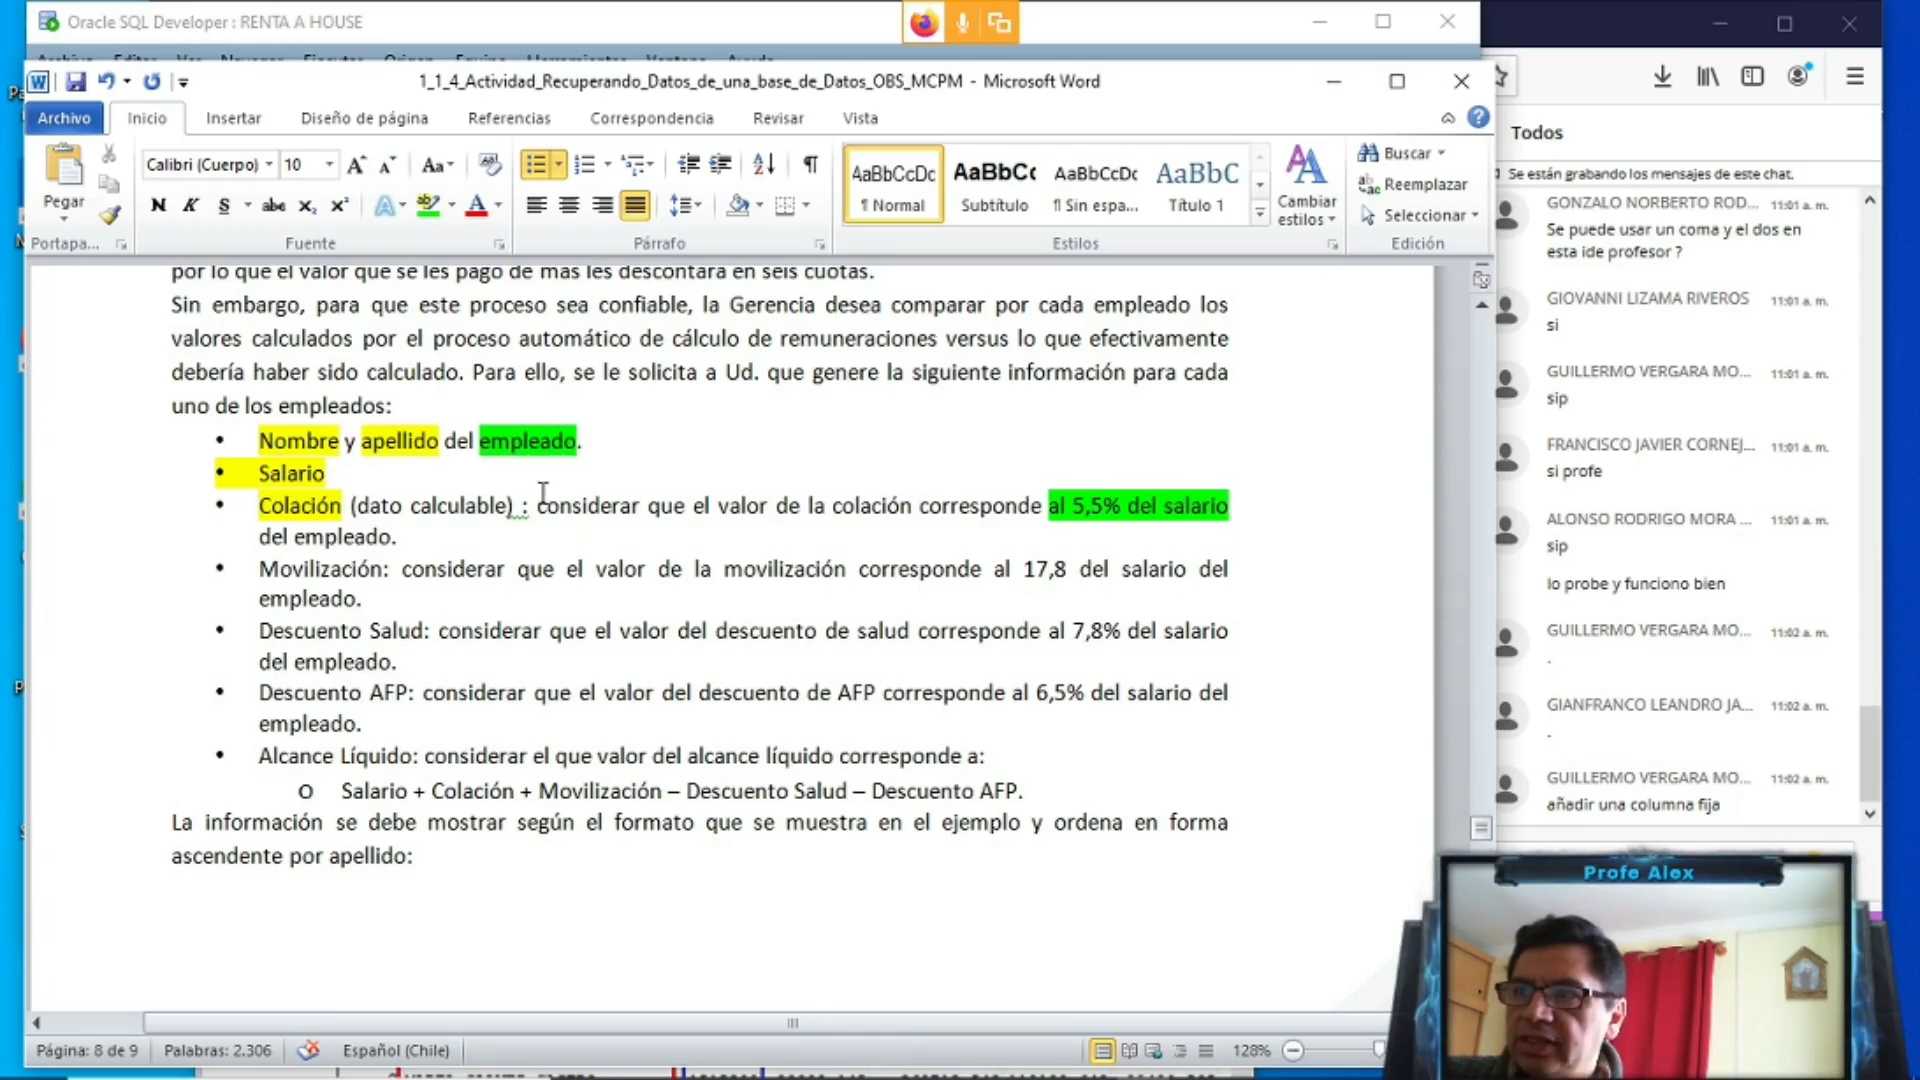 Oracle SQL Developer : RENTA A HOUSE
1_1_4_Actividad_Recuperando_Datos_de_una_base_de_Datos_OBS_MCPM - Microsoft Word
Archivo
Inicio
Insertar
Diseño de página
Referencias
Correspondencia
Revisar
Vista
Pegar
Calibri (Cuerpo)
10
Aa
N K S abc x₂ x²
AaBbCcDc
¶ Normal
AaBbCc
Subtítulo
AaBbCcDc
¶ Sin espa...
AaBbC
Título 1
Cambiar
estilos
Buscar
Reemplazar
Seleccionar
Portapa...
Fuente
Párrafo
Estilos
Edición
por lo que el valor que se les pagó de más les descontará en seis cuotas.
Sin embargo, para que este proceso sea confiable, la Gerencia desea comparar por cada empleado los
valores calculados por el proceso automático de cálculo de remuneraciones versus lo que efectivamente
debería haber sido calculado. Para ello, se le solicita a Ud. que genere la siguiente información para cada
uno de los empleados:
• Nombre y apellido del empleado.
• Salario
• Colación (dato calculable) : considerar que el valor de la colación corresponde al 5,5% del salario
del empleado.
• Movilización: considerar que el valor de la movilización corresponde al 17,8 del salario del
empleado.
• Descuento Salud: considerar que el valor del descuento de salud corresponde al 7,8% del salario
del empleado.
• Descuento AFP: considerar que el valor del descuento de AFP corresponde al 6,5% del salario del
empleado.
• Alcance Líquido: considerar el que valor del alcance líquido corresponde a:
O Salario + Colación + Movilización – Descuento Salud – Descuento AFP.
La información se debe mostrar según el formato que se muestra en el ejemplo y ordena en forma
ascendente por apellido:
Página: 8 de 9
Palabras: 2.306
Español (Chile)
128%
Todos
Se están grabando los mensajes de este chat.
GONZALO NORBERTO ROD... 11:01 a. m.
Se puede usar un coma y el dos en
esta ide profesor ?
GIOVANNI LIZAMA RIVEROS 11:01 a. m.
si
GUILLERMO VERGARA MO... 11:01 a. m.
sip
FRANCISCO JAVIER CORNEJ... 11:01 a. m.
si profe
ALONSO RODRIGO MORA ... 11:01 a. m.
sip
lo probe y funciono bien
GUILLERMO VERGARA MO... 11:02 a. m.
.
GIANFRANCO LEANDRO JA... 11:02 a. m.
.
GUILLERMO VERGARA MO... 11:02 a. m.
añadir una columna fija
Profe Alex